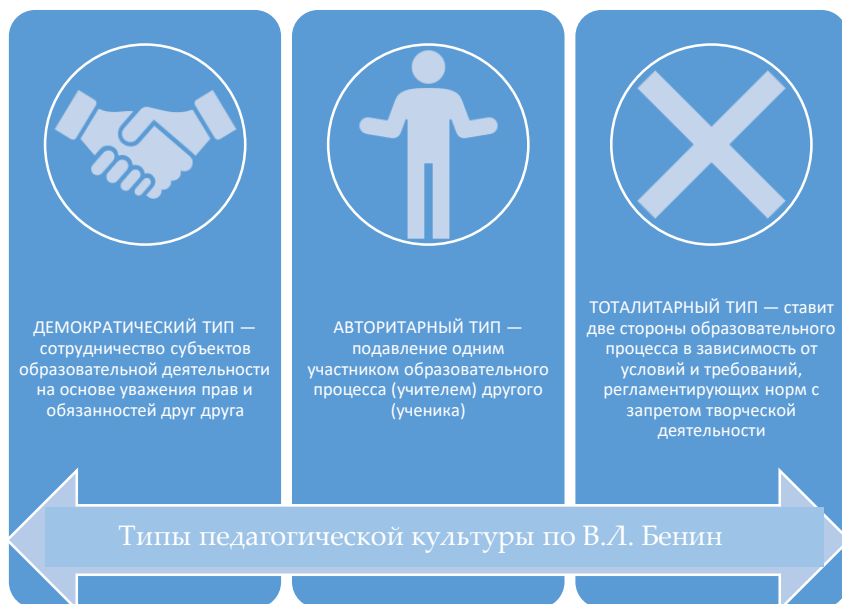 ДЕМОКРАТИЧЕСКИЙ ТИП —
сотрудничество субъектов
образовательной деятельности
на основе уважения прав и
обязанностей друг друга
АВТОРИТАРНЫЙ ТИП —
подавление одним
участником образовательного
процесса (учителем) другого
(ученика)
ТОТАЛИТАРНЫЙ ТИП — ставит
две стороны образовательного
процесса в зависимость от
условий и требований,
регламентирующих норм с
запретом творческой
деятельности
Типы педагогической культуры по В.Л. Бенин